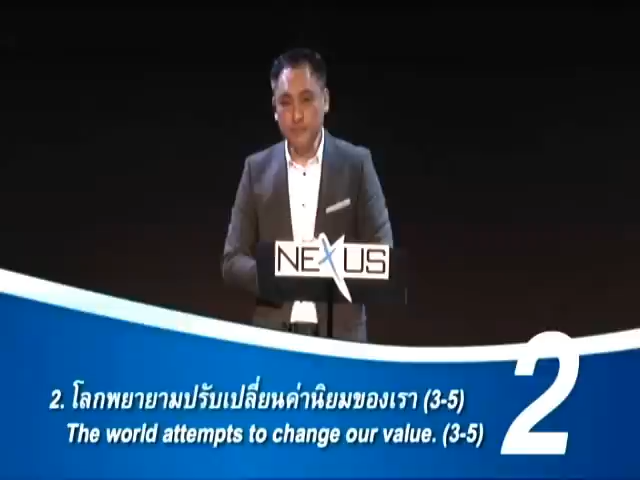 NEXUS
2. โลกพยายามปรับเปลี่ยนค่านิยมของเรา (3-5)
The world attempts to change our value. (3-5)
2